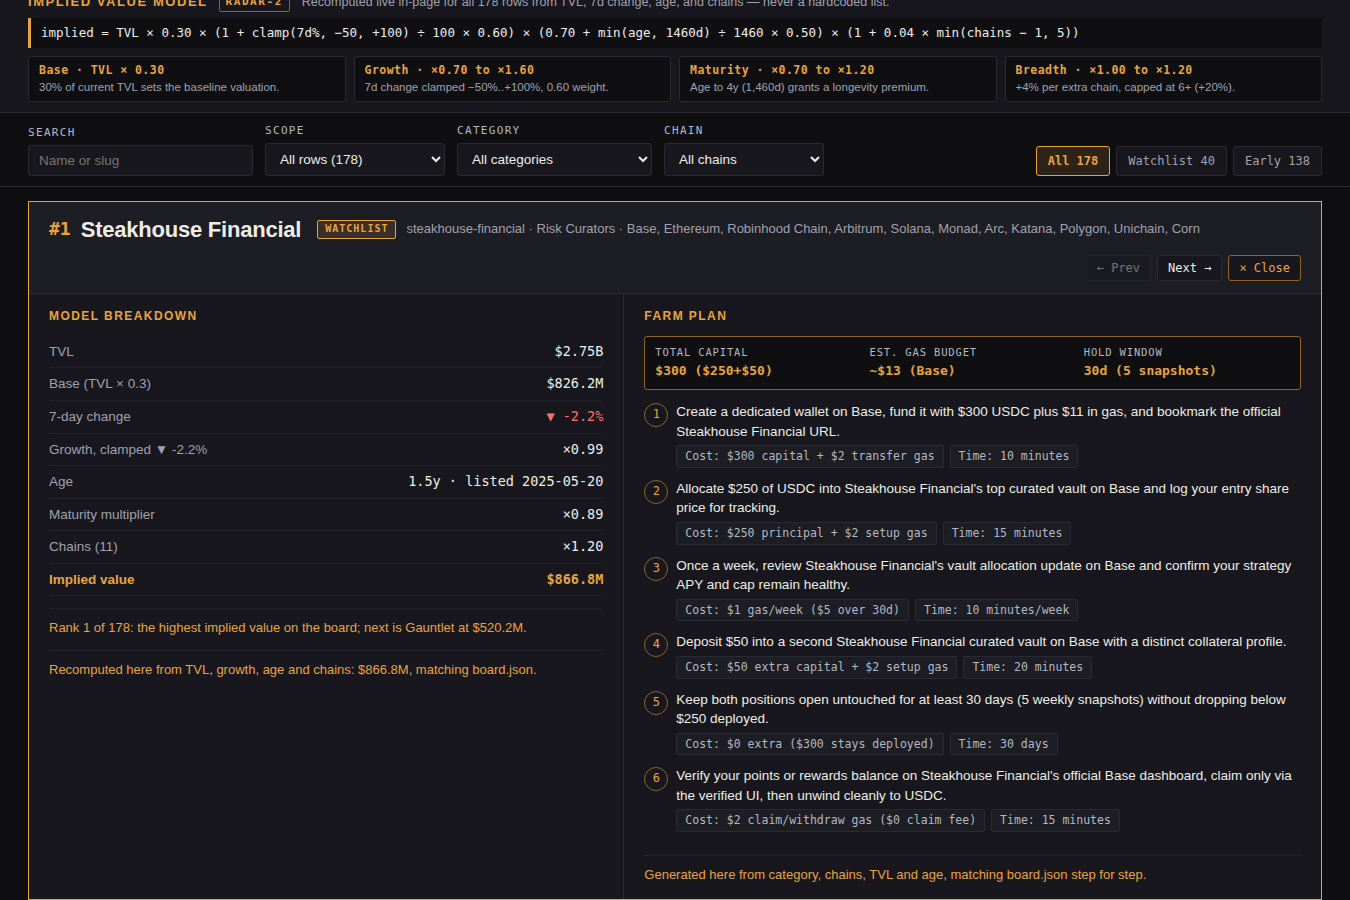 IMPLIED VALUE MODEL RADAR-2 Recomputed live in-page for all 178 rows from TVL, 7d change, age, and chains — never a hardcoded list.
implied = TVL × 0.30 × (1 + clamp(7d%, −50, +100) ÷ 100 × 0.60) × (0.70 + min(age, 1460d) ÷ 1460 × 0.50) × (1 + 0.04 × min(chains − 1, 5))
Base · TVL × 0.30
30% of current TVL sets the baseline valuation.
Growth · ×0.70 to ×1.60
7d change clamped −50%..+100%, 0.60 weight.
Maturity · ×0.70 to ×1.20
Age to 4y (1,460d) grants a longevity premium.
Breadth · ×1.00 to ×1.20
+4% per extra chain, capped at 6+ (+20%).
SEARCH
Name or slug
SCOPE
All rows (178)
CATEGORY
All categories
CHAIN
All chains
All 178 Watchlist 40 Early 138
#1 Steakhouse Financial WATCHLIST steakhouse-financial · Risk Curators · Base, Ethereum, Robinhood Chain, Arbitrum, Solana, Monad, Arc, Katana, Polygon, Unichain, Corn
← Prev Next → × Close
MODEL BREAKDOWN
TVL $2.75B
Base (TVL × 0.3) $826.2M
7-day change ▼ -2.2%
Growth, clamped ▼ -2.2% ×0.99
Age 1.5y · listed 2025-05-20
Maturity multiplier ×0.89
Chains (11) ×1.20
Implied value $866.8M
Rank 1 of 178: the highest implied value on the board; next is Gauntlet at $520.2M.
Recomputed here from TVL, growth, age and chains: $866.8M, matching board.json.
FARM PLAN
TOTAL CAPITAL
$300 ($250+$50)
EST. GAS BUDGET
~$13 (Base)
HOLD WINDOW
30d (5 snapshots)
1 Create a dedicated wallet on Base, fund it with $300 USDC plus $11 in gas, and bookmark the official
Steakhouse Financial URL.
Cost: $300 capital + $2 transfer gas Time: 10 minutes
2 Allocate $250 of USDC into Steakhouse Financial's top curated vault on Base and log your entry share
price for tracking.
Cost: $250 principal + $2 setup gas Time: 15 minutes
3 Once a week, review Steakhouse Financial's vault allocation update on Base and confirm your strategy
APY and cap remain healthy.
Cost: $1 gas/week ($5 over 30d) Time: 10 minutes/week
4 Deposit $50 into a second Steakhouse Financial curated vault on Base with a distinct collateral profile.
Cost: $50 extra capital + $2 setup gas Time: 20 minutes
5 Keep both positions open untouched for at least 30 days (5 weekly snapshots) without dropping below
$250 deployed.
Cost: $0 extra ($300 stays deployed) Time: 30 days
6 Verify your points or rewards balance on Steakhouse Financial's official Base dashboard, claim only via
the verified UI, then unwind cleanly to USDC.
Cost: $2 claim/withdraw gas ($0 claim fee) Time: 15 minutes
Generated here from category, chains, TVL and age, matching board.json step for step.